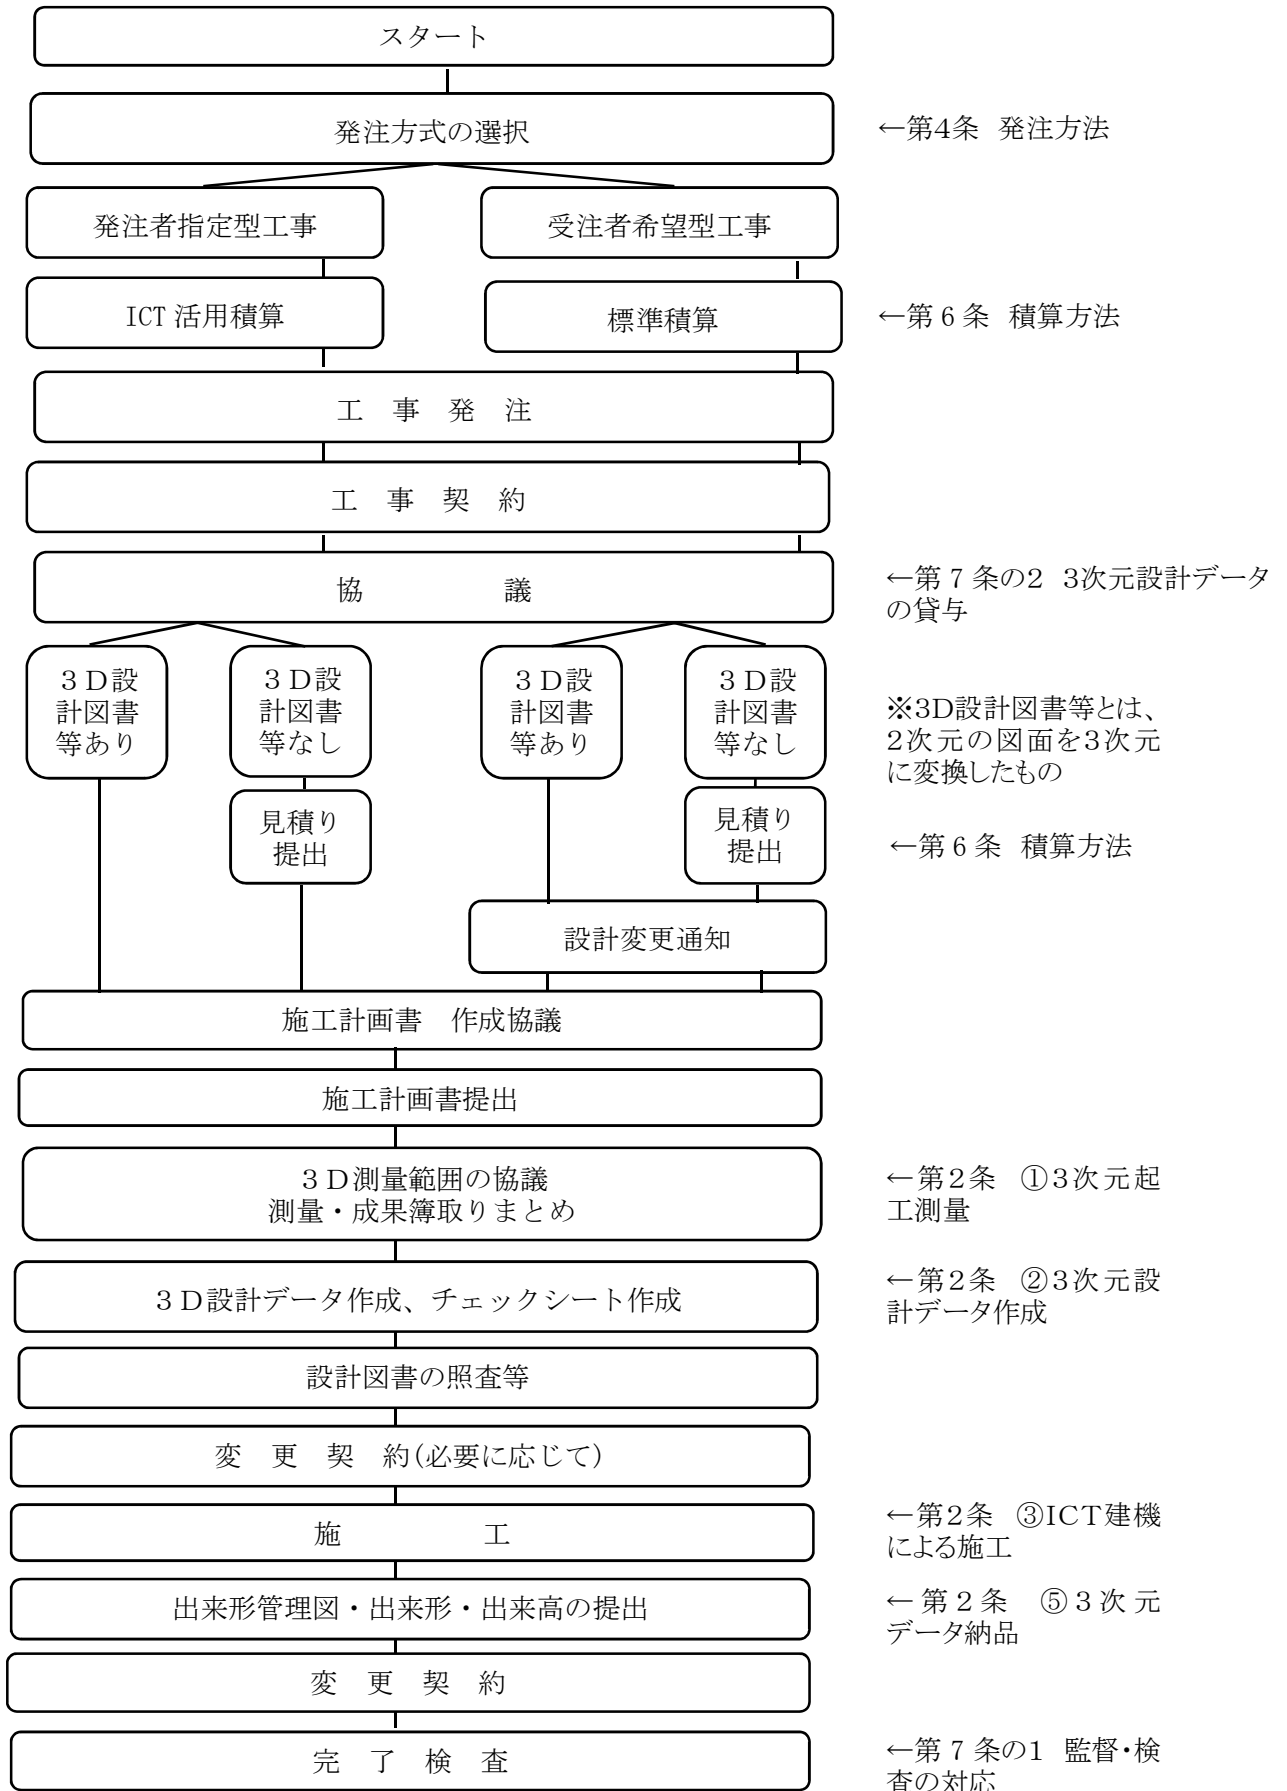 スタート
発注方式の選択
←第4条 発注方法
発注者指定型工事
受注者希望型工事
ICT 活用積算
標準積算
←第 6 条 積算方法
工 事 発 注
工 事 契 約
協 議
←第 7 条の2 3次元設計データ
の貸与
3D設
計図書
等あり
3D設
計図書
等なし
3D設
計図書
等あり
3D設
計図書
等なし
※3D設計図書等とは、
2次元の図面を3次元
に変換したもの
見積り
提出
見積り
提出
←第 6 条 積算方法
設計変更通知
施工計画書 作成協議
施工計画書提出
3D測量範囲の協議
測量・成果簿取りまとめ
←第2条 ①3次元起
工測量
3D設計データ作成、チェックシート作成
←第2条 ②3次元設
計データ作成
設計図書の照査等
変 更 契 約(必要に応じて)
施 工
←第2条 ③ICT建機
による施工
出来形管理図・出来形・出来高の提出
←第2条 ⑤3次元
データ納品
変 更 契 約
完 了 検 査
←第 7 条の1 監督・検
査の対応